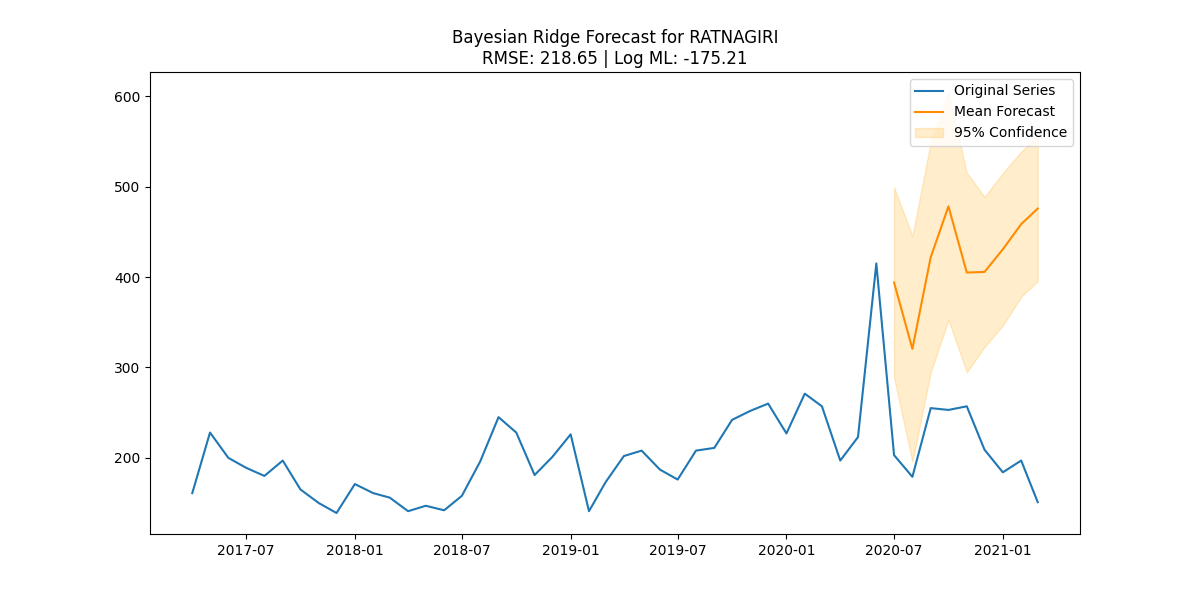 Bayesian Ridge Forecast for RATNAGIRI
RMSE: 218.65 | Log ML: -175.21
Original Series
Mean Forecast
95% Confidence
600
500
400
300
200
2017-07
2018-01
2018-07
2019-01
2019-07
2020-01
2020-07
2021-01